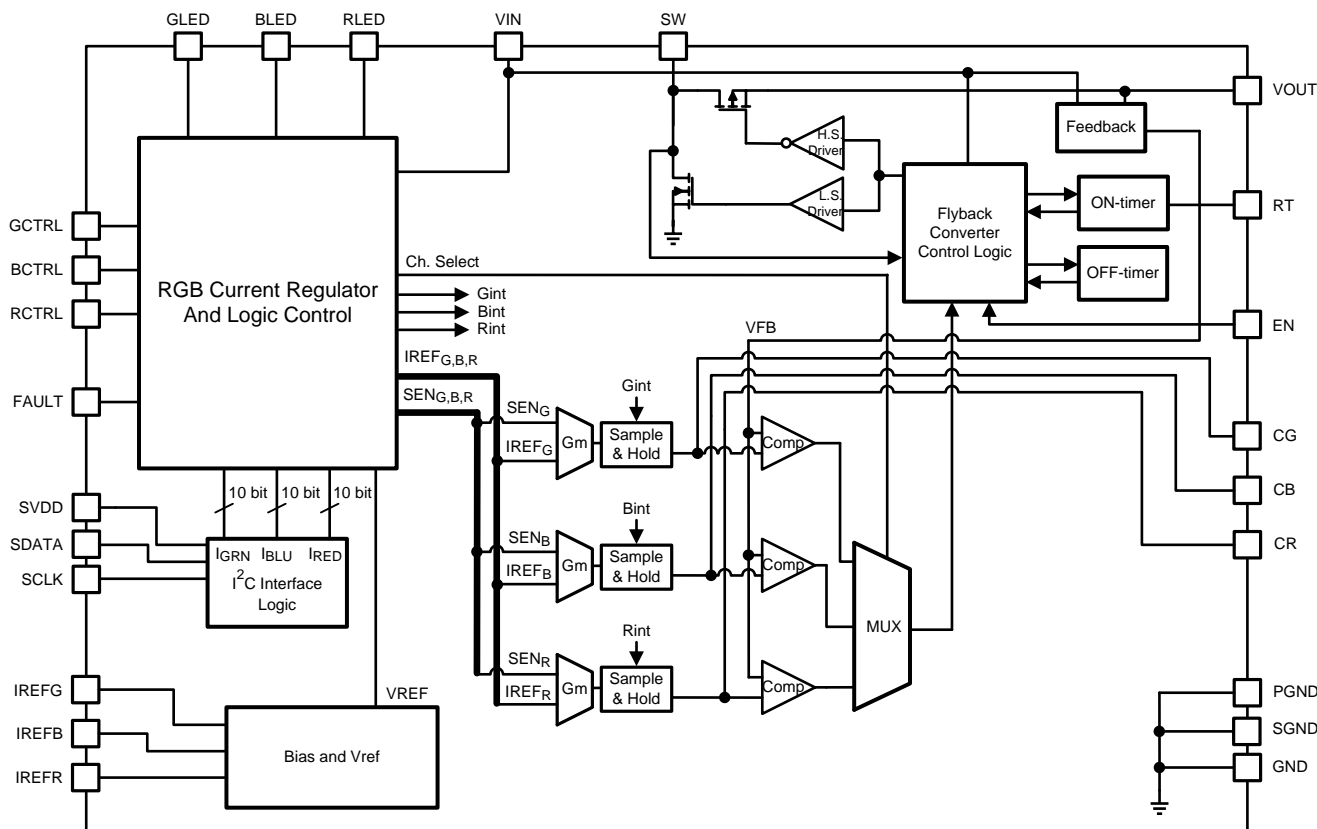 GLED
BLED
RLED
VIN
SW
VOUT
Feedback
H.S.
Driver
L.S.
Driver
Flyback
Converter
Control Logic
ON-timer
OFF-timer
RT
EN
GCTRL
BCTRL
RCTRL
FAULT
RGB Current Regulator
And Logic Control
Ch. Select
Gint
Bint
Rint
IREFG,B,R
SENG,B,R
VFB
Gint
SENG
IREFG
Gm
Sample
& Hold
Comp
CG
CB
CR
10 bit
10 bit
10 bit
SVDD
SDATA
SCLK
IGRN
IBLU
IRED
I2C Interface
Logic
Bint
SENB
IREFB
Gm
Sample
& Hold
Comp
MUX
Rint
SENR
IREFR
Gm
Sample
& Hold
Comp
IREFG
IREFB
IREFR
VREF
Bias and Vref
PGND
SGND
GND